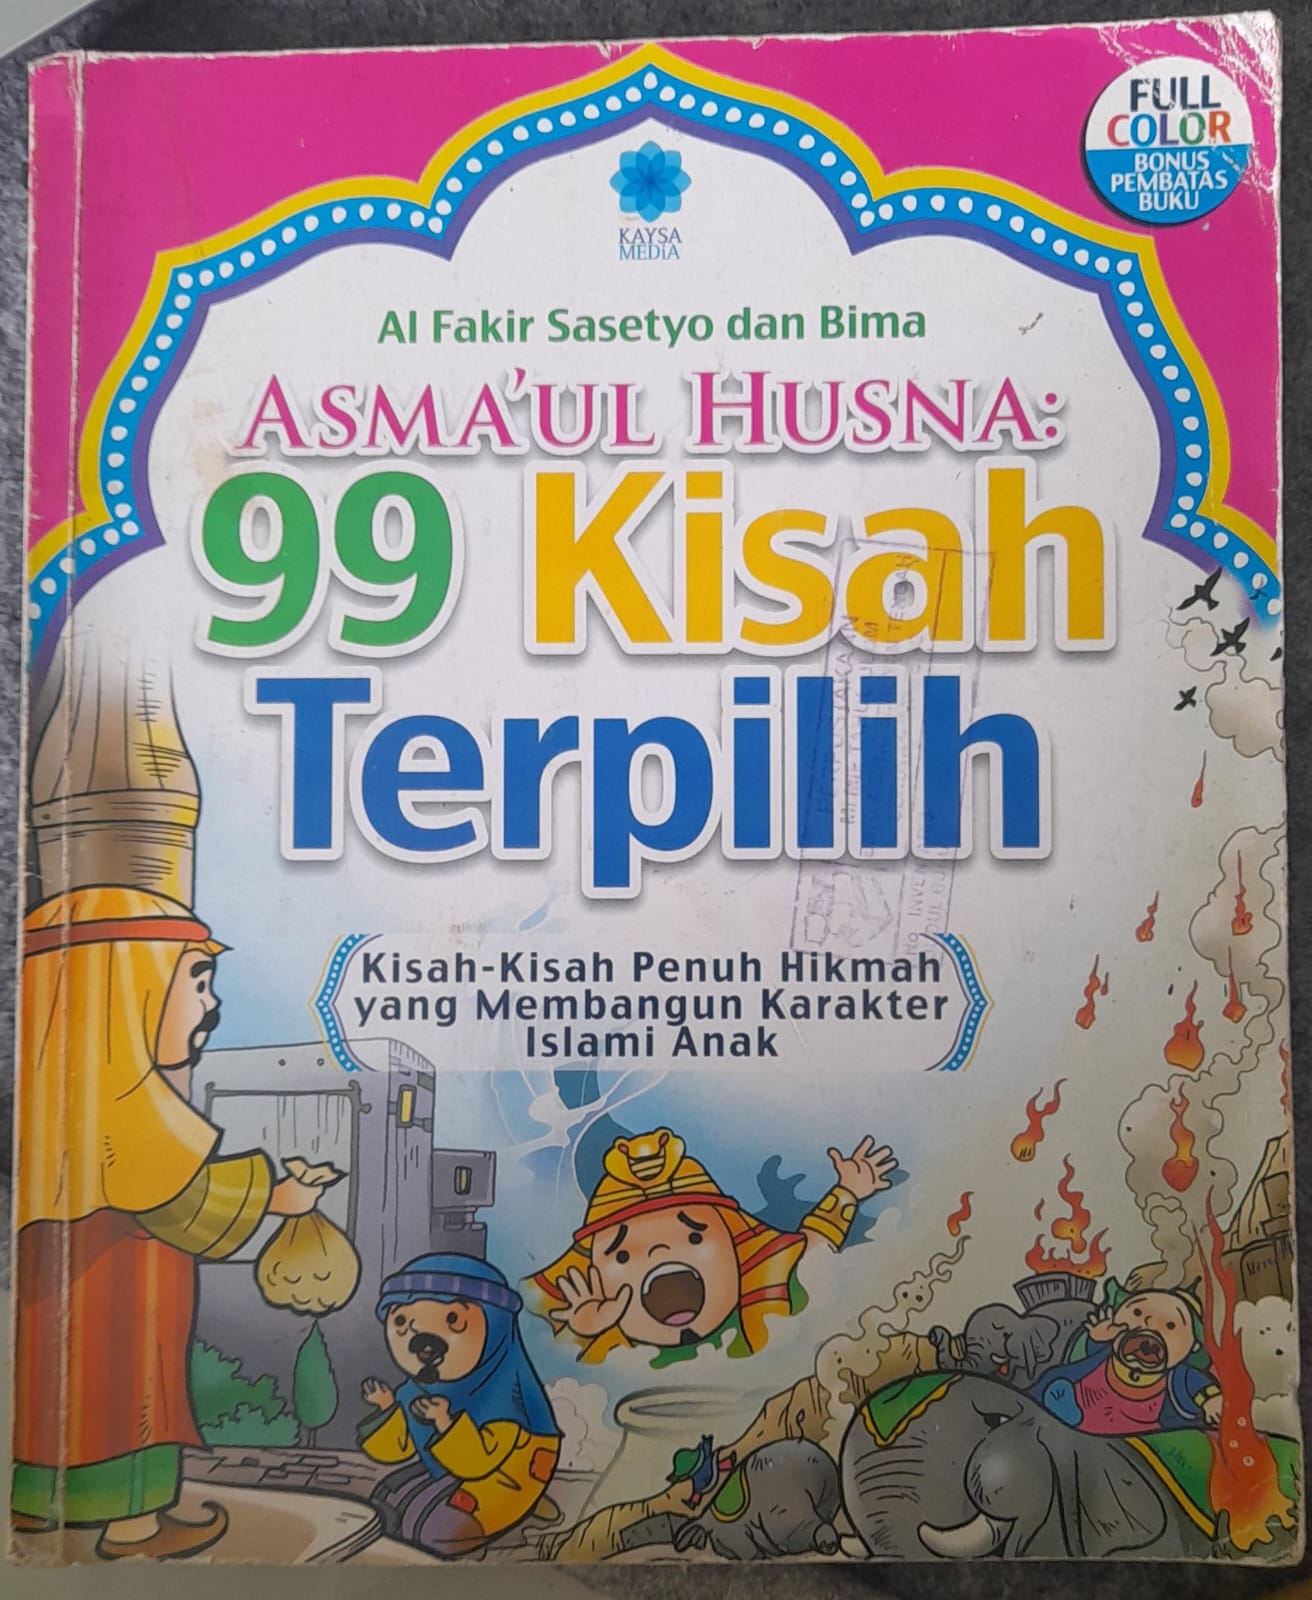 FULL
COLOR
BONUS
PEMBATAS
BUKU
KAYSA
MEDiA
Al Fakir Sasetyo dan Bima
ASMA'UL HUSNA:
99 Kisah
Terpilih
PERPUSTAKAAN
Kisah-Kisah Penuh Hikmah
yang Membangun Karakter
Islami Anak